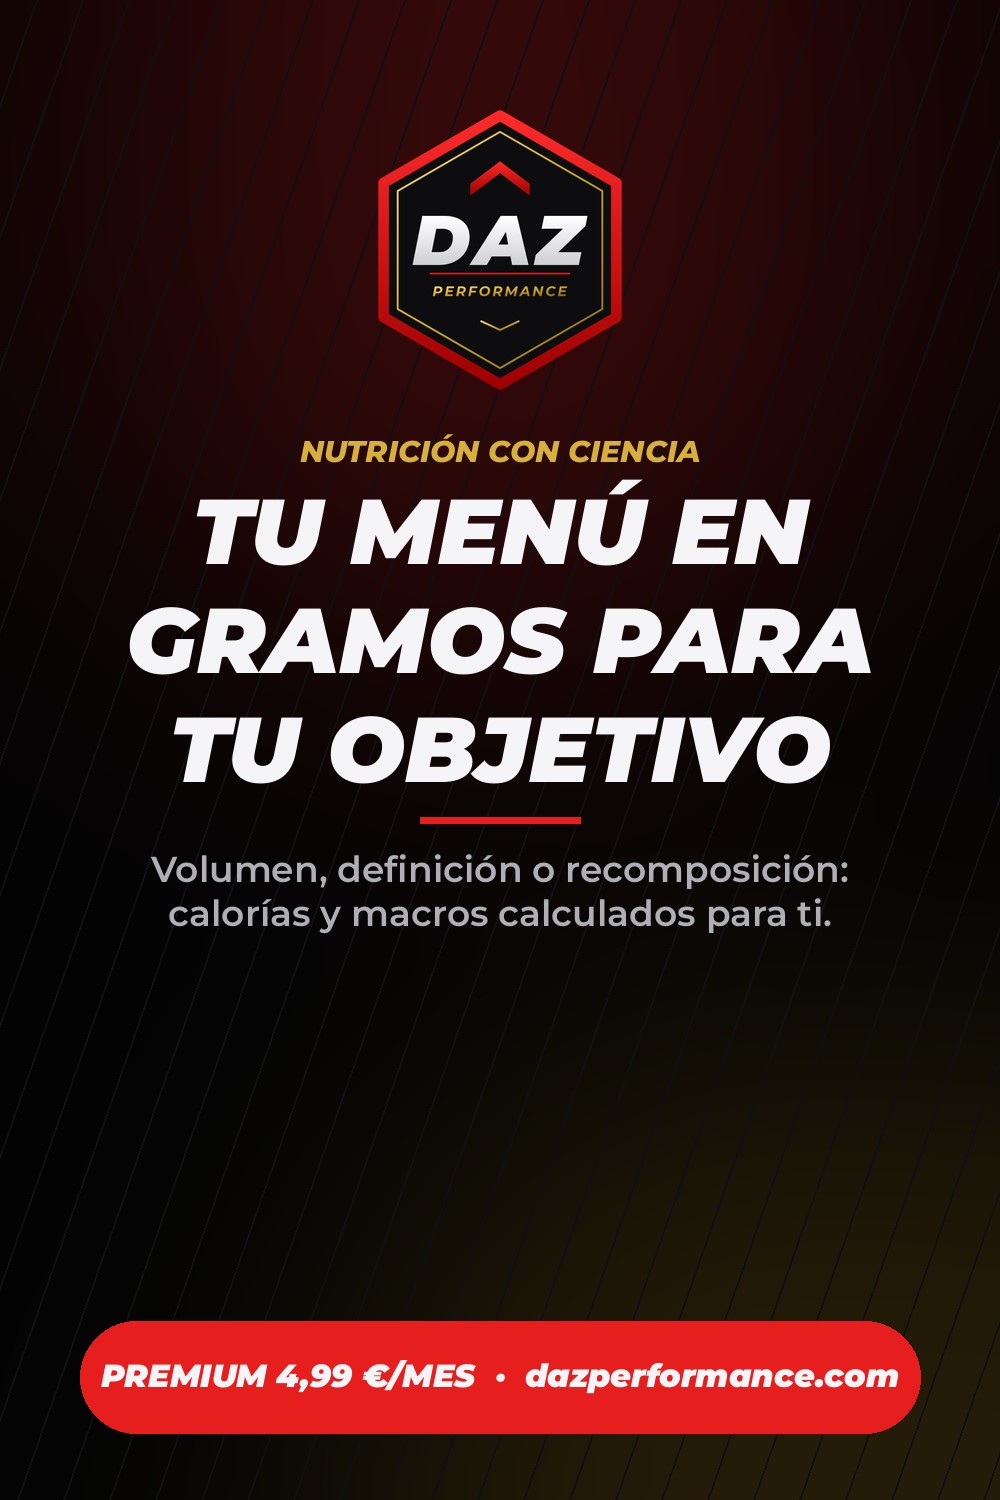 DAZ
PERFORMANCE
NUTRICIÓN CON CIENCIA
TU MENÚ EN
GRAMOS PARA
TU OBJETIVO
Volumen, definición o recomposición:
calorías y macros calculados para ti.
PREMIUM 4,99 €/MES · dazperformance.com